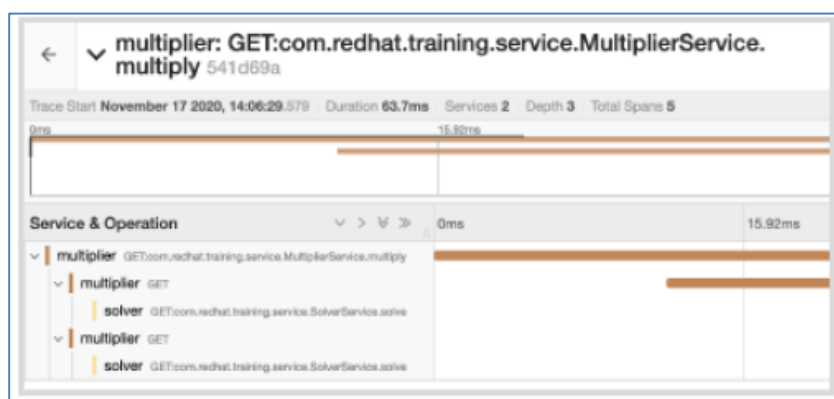 multiplier: GET:com.redhat.training.service.MultiplierService.
multiply 541d69a
Trace Start November 17 2020, 14:06:29.579 Duration 63.7ms Services 2 Depth 3 Total Spans 5
0ms 15.92ms
Service & Operation 0ms 15.92ms
multiplier GET:com.redhat.training.service.MultiplierService.multiply
multiplier GET
solver GET:com.redhat.training.service.SolverService.solve
multiplier GET
solver GET:com.redhat.training.service.SolverService.solve